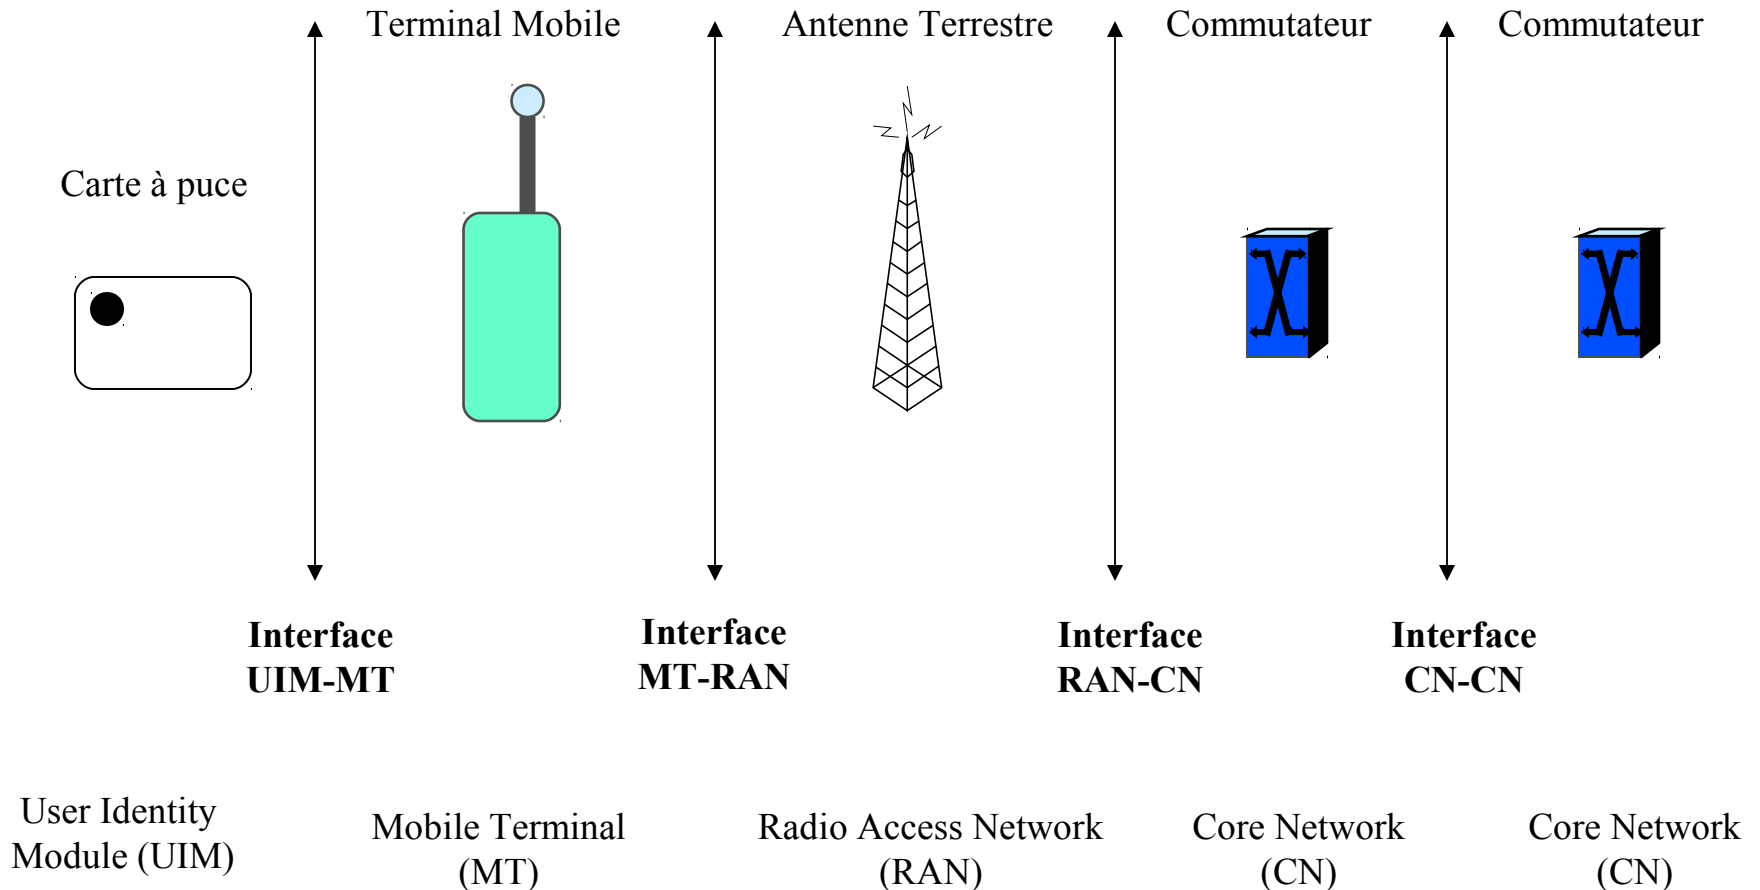 Terminal Mobile
Antenne Terrestre
Commutateur
Commutateur
Carte à puce
Interface
UIM-MT
Interface
MT-RAN
Interface
RAN-CN
Interface
CN-CN
User Identity
Module (UIM)
Mobile Terminal
(MT)
Radio Access Network
(RAN)
Core Network
(CN)
Core Network
(CN)